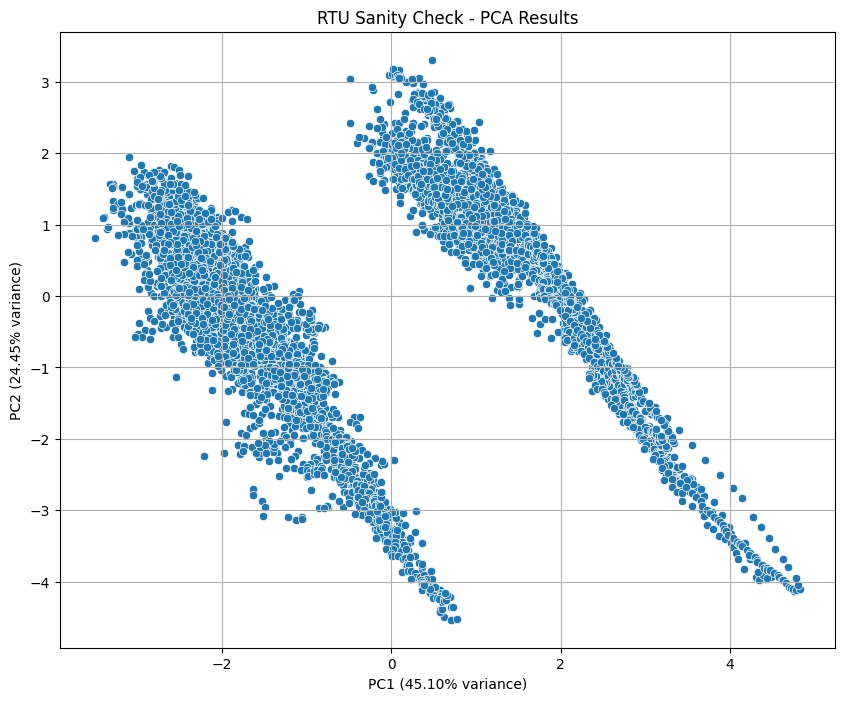 RTU Sanity Check - PCA Results
3
2
1
0
−1
−2
−3
−4
PC2 (24.45% variance)
−2 0 2 4
PC1 (45.10% variance)